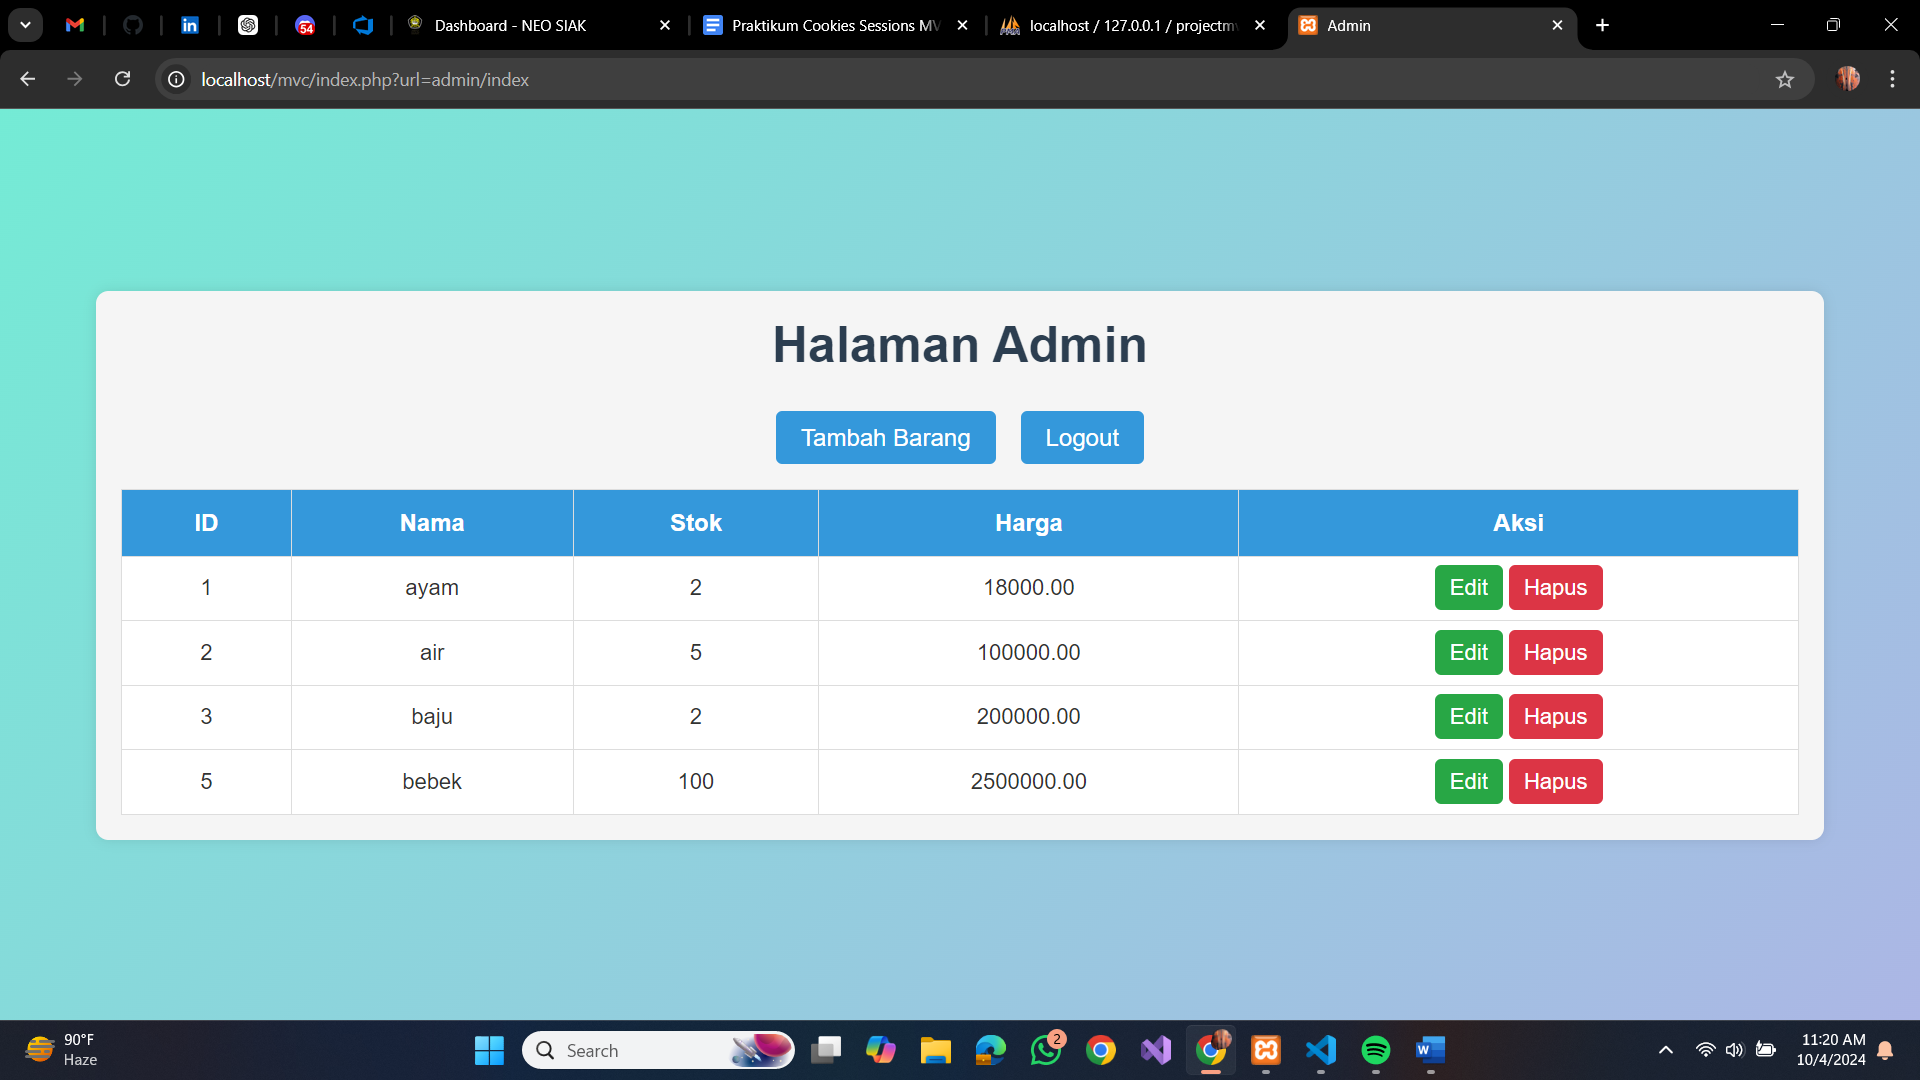 54
Dashboard - NEO SIAK
Praktikum Cookies Sessions MV
localhost / 127.0.0.1 / projectmv
Admin
localhost/mvc/index.php?url=admin/index
Halaman Admin
Tambah Barang Logout
ID Nama Stok Harga Aksi
1 ayam 2 18000.00 Edit Hapus
2 air 5 100000.00 Edit Hapus
3 baju 2 200000.00 Edit Hapus
5 bebek 100 2500000.00 Edit Hapus
90°F
Haze
Search
2
11:20 AM
10/4/2024